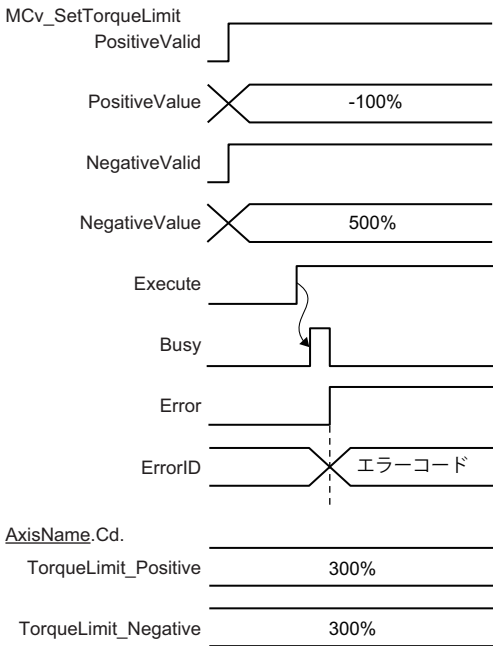 MCv_SetTorqueLimit
PositiveValid
PositiveValue
-100%
NegativeValid
NegativeValue
500%
Execute
Busy
Error
ErrorID
エラーコード
AxisName.Cd.
TorqueLimit_Positive
300%
TorqueLimit_Negative
300%